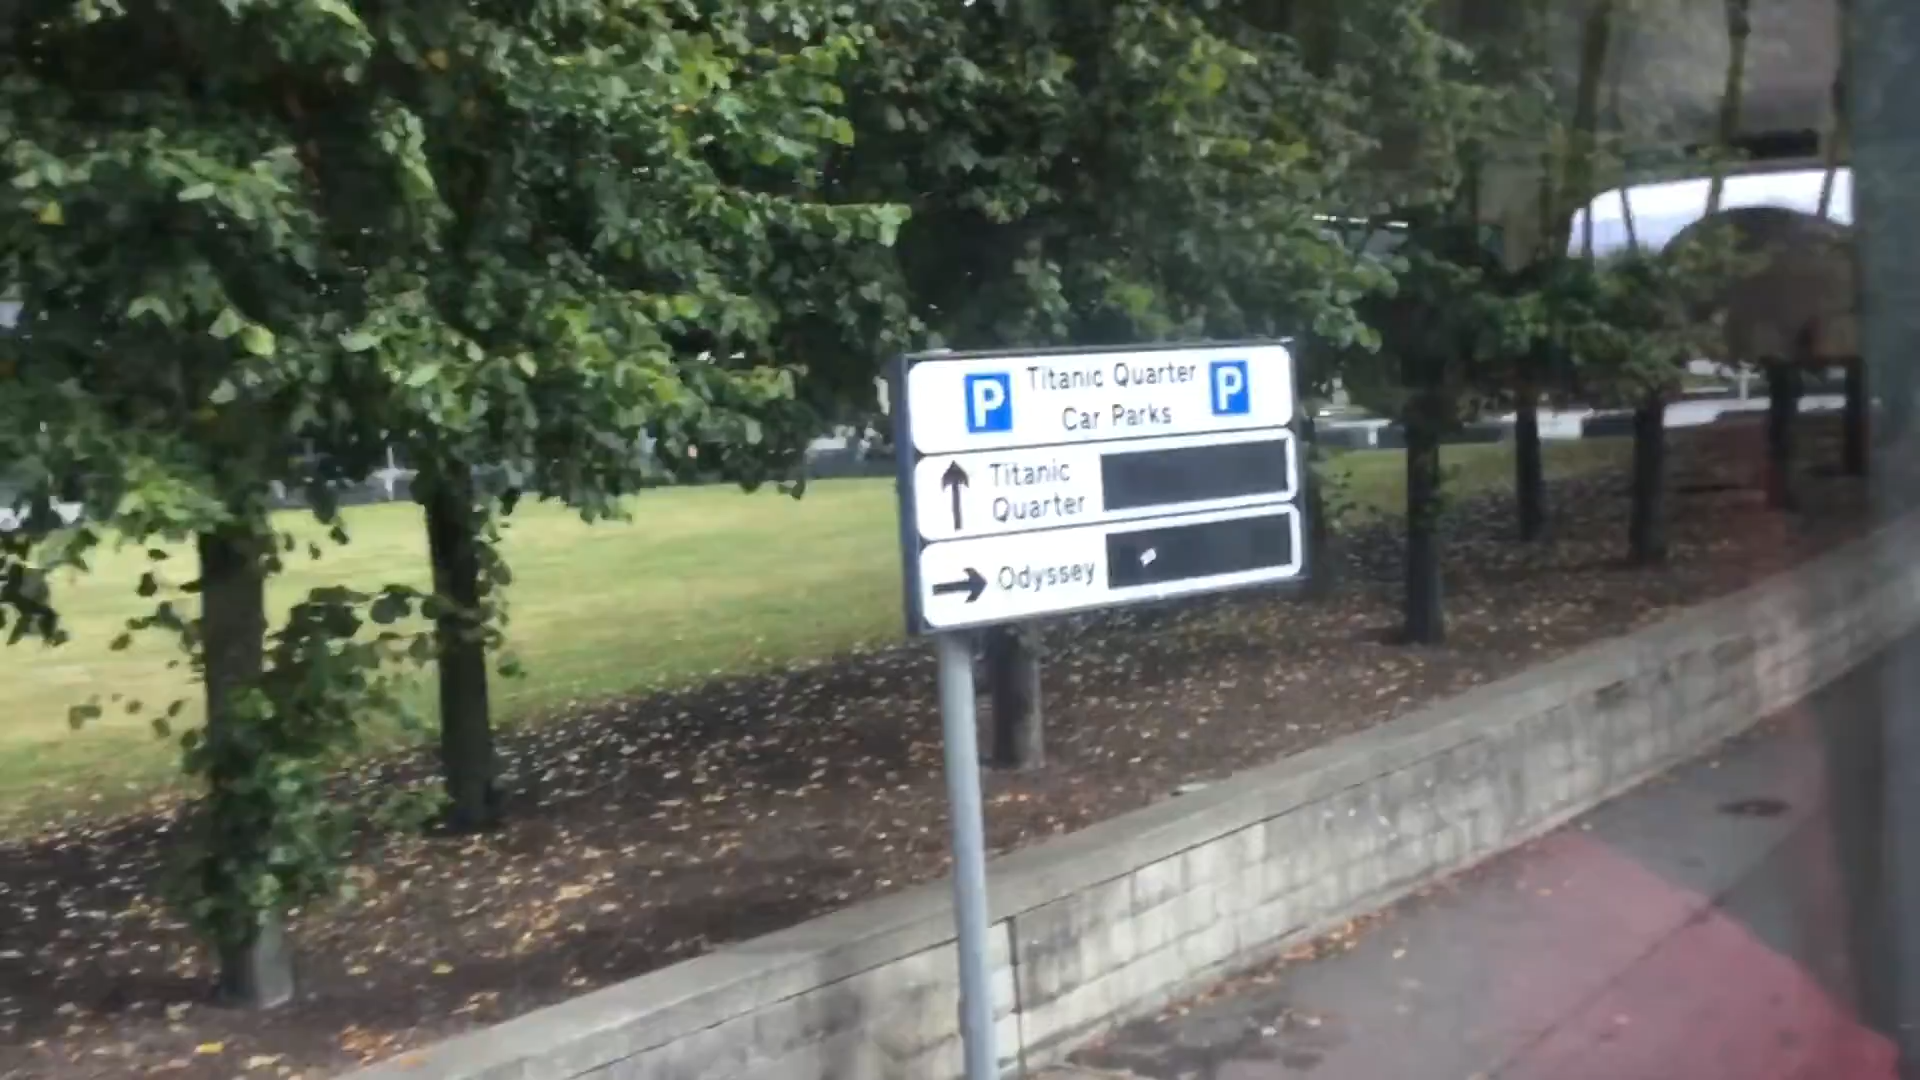 P Titanic Quarter P
Car Parks
Titanic
Quarter
Odyssey